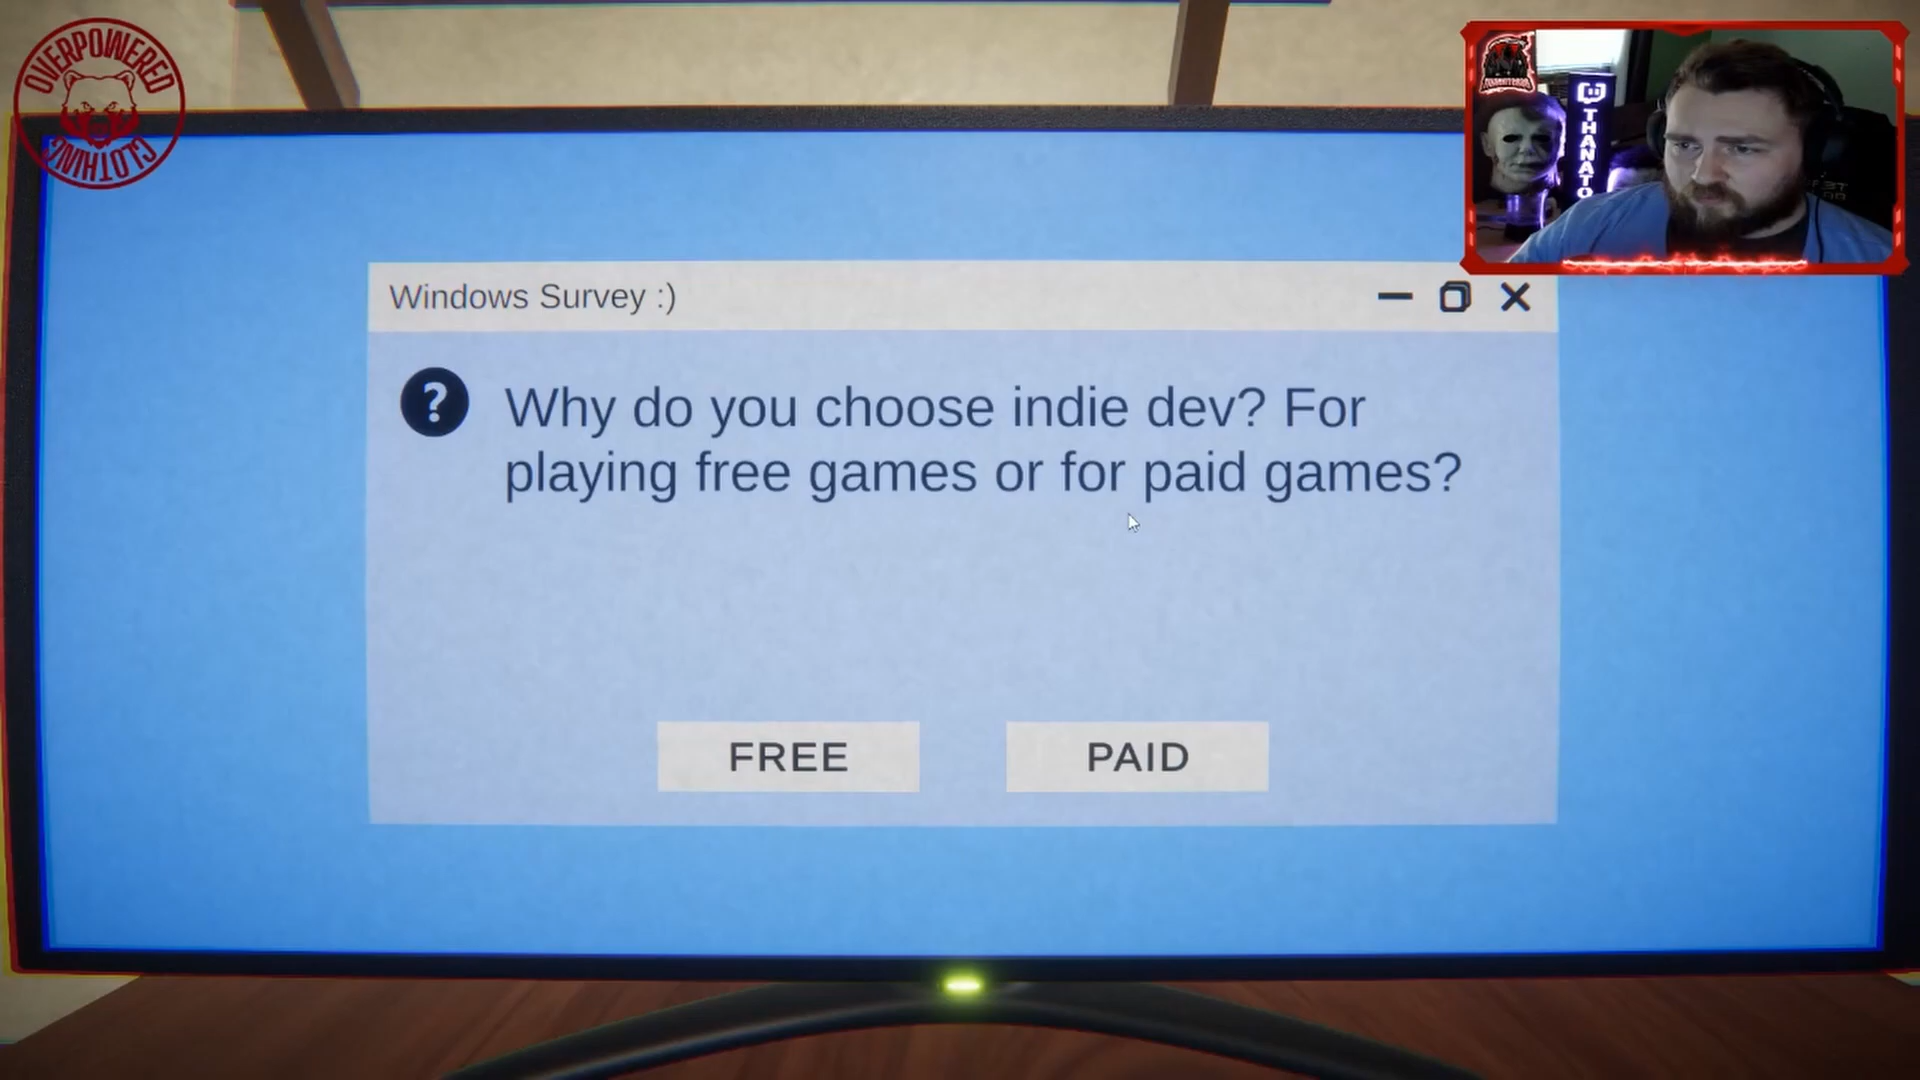 OVERPOWERED
CLOTHING
THANATO
Windows Survey :)
? Why do you choose indie dev? For
playing free games or for paid games?
FREE
PAID